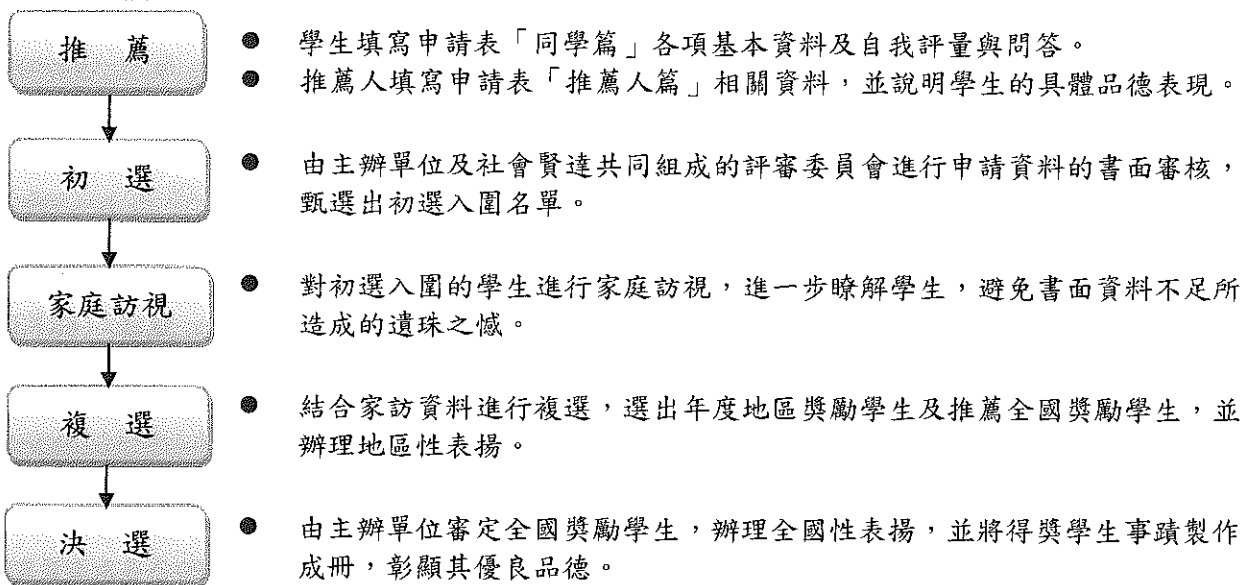 推 薦
● 學生填寫申請表「同學篇」各項基本資料及自我評量與問答。
● 推薦人填寫申請表「推薦人篇」相關資料，並說明學生的具體品德表現。
初 選
● 由主辦單位及社會賢達共同組成的評審委員會進行申請資料的書面審核，
甄選出初選入圍名單。
家庭訪視
● 對初選入圍的學生進行家庭訪視，進一步瞭解學生，避免書面資料不足所
造成的遺珠之憾。
複 選
● 結合家訪資料進行複選，選出年度地區獎勵學生及推薦全國獎勵學生，並
辦理地區性表揚。
決 選
● 由主辦單位審定全國獎勵學生，辦理全國性表揚，並將得獎學生事蹟製作
成冊，彰顯其優良品德。